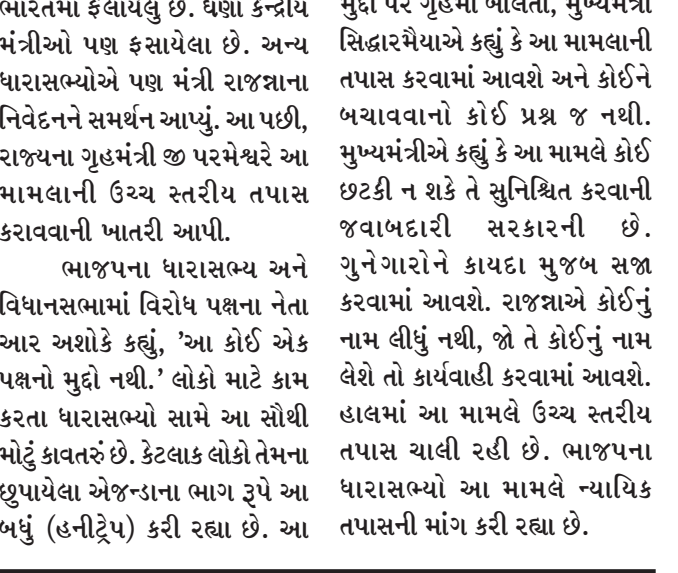 ભારતમાં ફેલાયેલું છે. ઘણા કેન્દ્રીય
મંત્રીઓ પણ ફસાયેલા છે. અન્ય
ધારાસભ્યોએ પણ મંત્રી રાજન્નાના
નિવેદનને સમર્થન આપ્યું. આ પછી,
રાજ્યના ગૃહમંત્રી જી પરમેશ્વરે આ
મામલાની ઉચ્ચ સ્તરીય તપાસ
કરાવવાની ખાતરી આપી.
ભાજપના ધારાસભ્ય અને
વિધાનસભામાં વિરોધ પક્ષના નેતા
આર અશોકે કહ્યું, ’આ કોઈ એક
પક્ષનો મુદ્દો નથી.’ લોકો માટે કામ
કરતા ધારાસભ્યો સામે આ સૌથી
મોટું કાવતરું છે. કેટલાક લોકો તેમના
છુપાયેલા એજન્ડાના ભાગ રૂપે આ
બધું (હનીટ્રેપ) કરી રહ્યા છે. આ
મુદ્દા પર ગૃહમાં બોલતા, મુખ્યમંત્રી
સિદ્ધારમૈયાએ કહ્યું કે આ મામલાની
તપાસ કરવામાં આવશે અને કોઈને
બચાવવાનો કોઈ પ્રશ્ન જ નથી.
મુખ્યમંત્રીએ કહ્યું કે આ મામલે કોઈ
છટકી ન શકે તે સુનિશ્ચિત કરવાની
જવાબદારી સરકારની છે.
ગુનેગારોને કાયદા મુજબ સજા
કરવામાં આવશે. રાજન્નાએ કોઈનું
નામ લીધું નથી, જો તે કોઈનું નામ
લેશે તો કાર્યવાહી કરવામાં આવશે.
હાલમાં આ મામલે ઉચ્ચ સ્તરીય
તપાસ ચાલી રહી છે. ભાજપના
ધારાસભ્યો આ મામલે ન્યાયિક
તપાસની માંગ કરી રહ્યા છે.